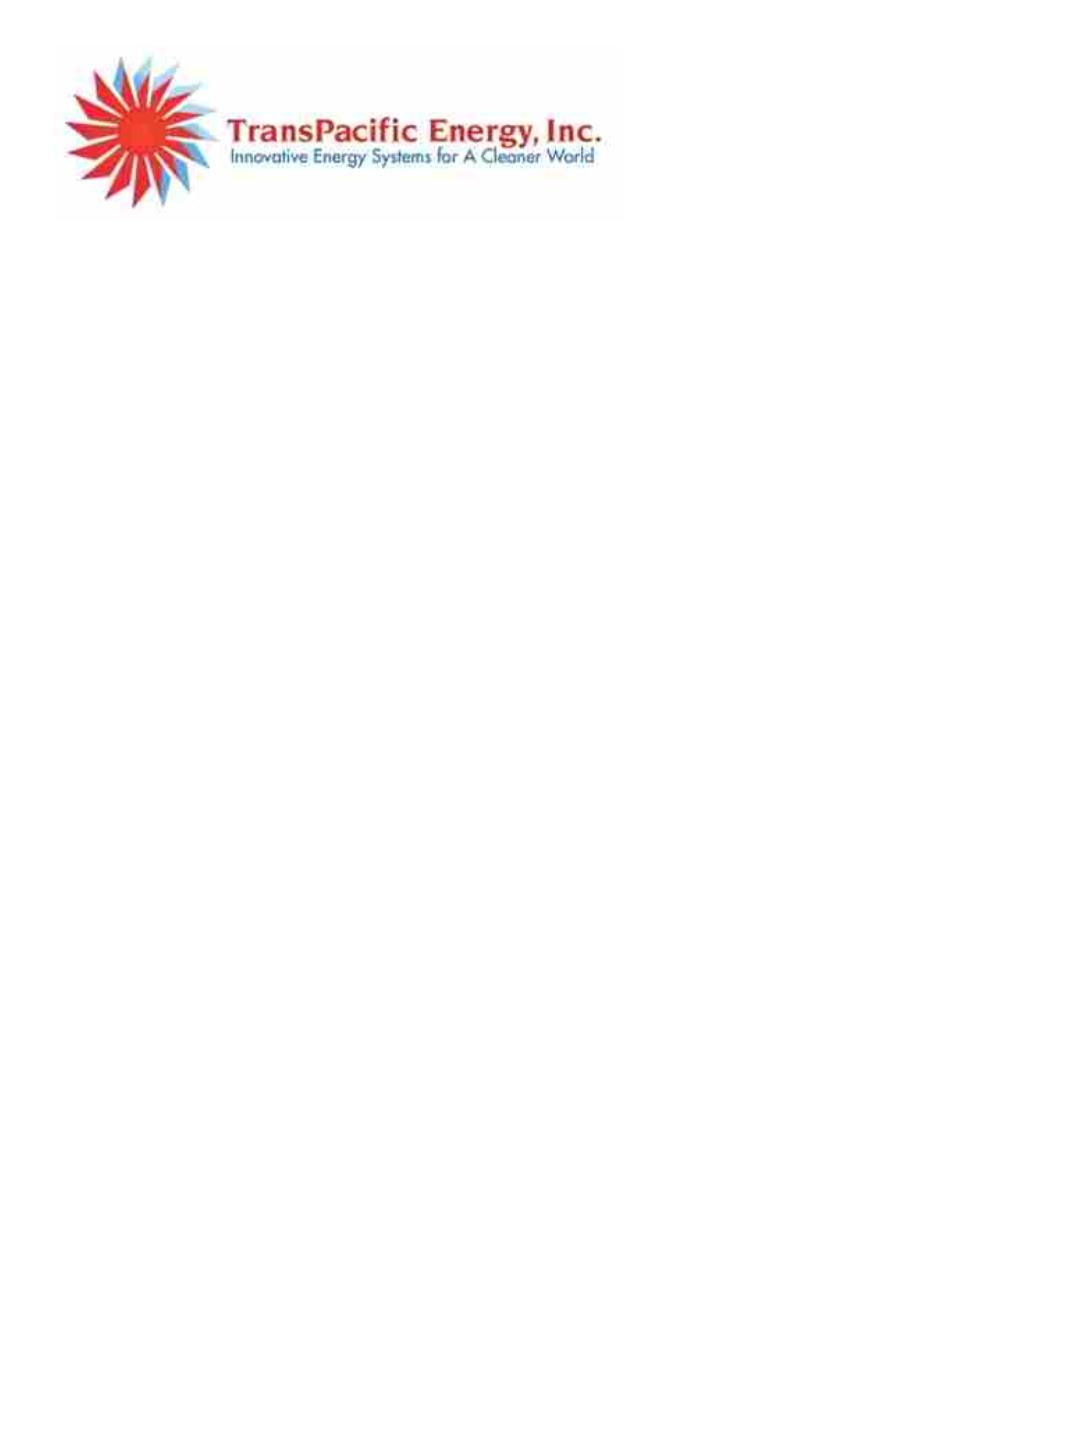 TransPacific Energy, Inc.
Innovative Energy Systems for A Cleaner World